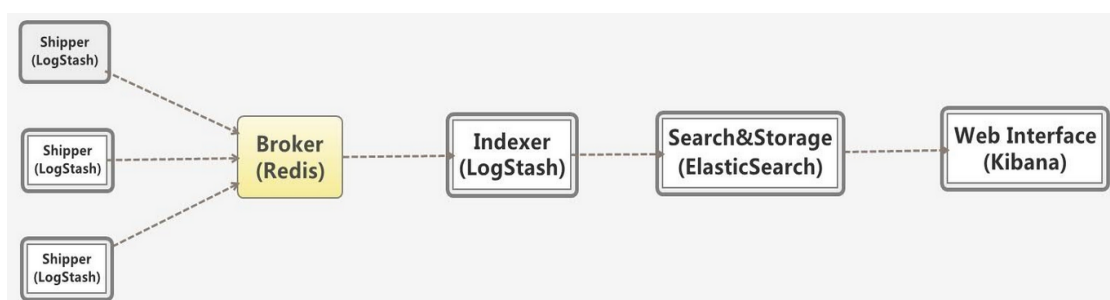 Shipper
(LogStash)
Shipper
(LogStash)
Shipper
(LogStash)
Broker
(Redis)
Indexer
(LogStash)
Search&Storage
(ElasticSearch)
Web Interface
(Kibana)